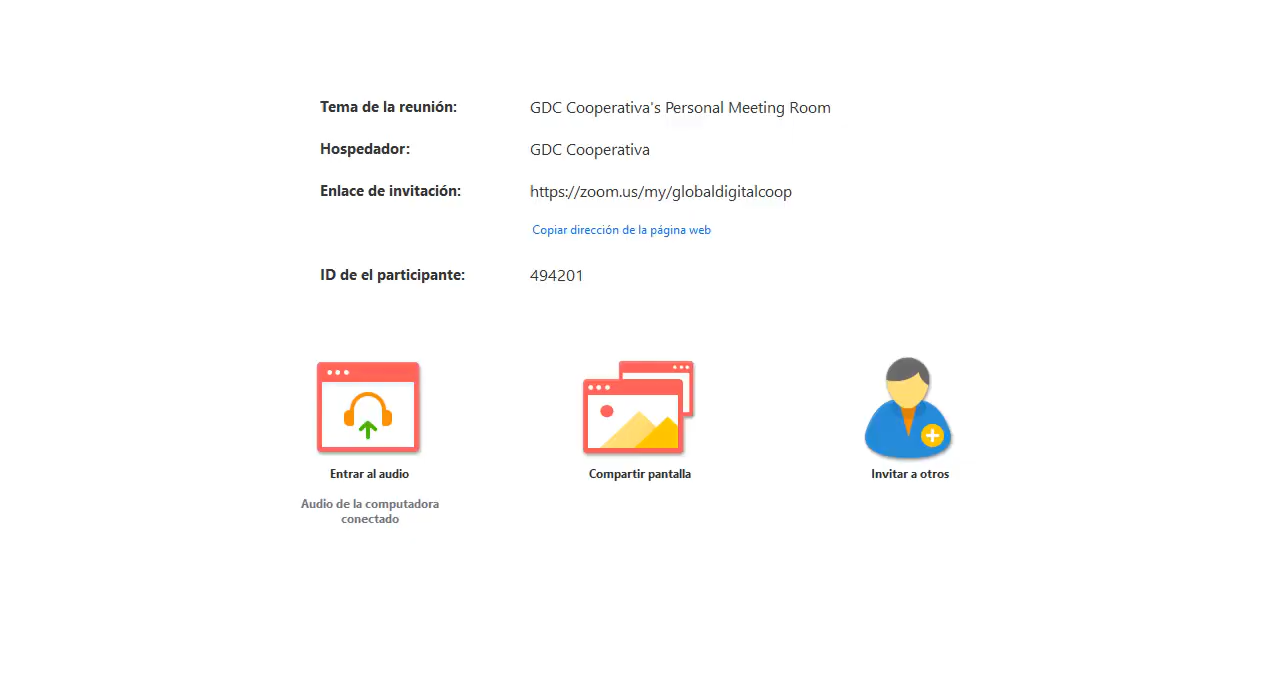 Tema de la reunión: GDC Cooperativa's Personal Meeting Room
Hospedador: GDC Cooperativa
Enlace de invitación: https://zoom.us/my/globaldigitalcoop
Copiar dirección de la página web
ID de el participante: 494201
Entrar al audio
Compartir pantalla
Invitar a otros
Audio de la computadora
conectado